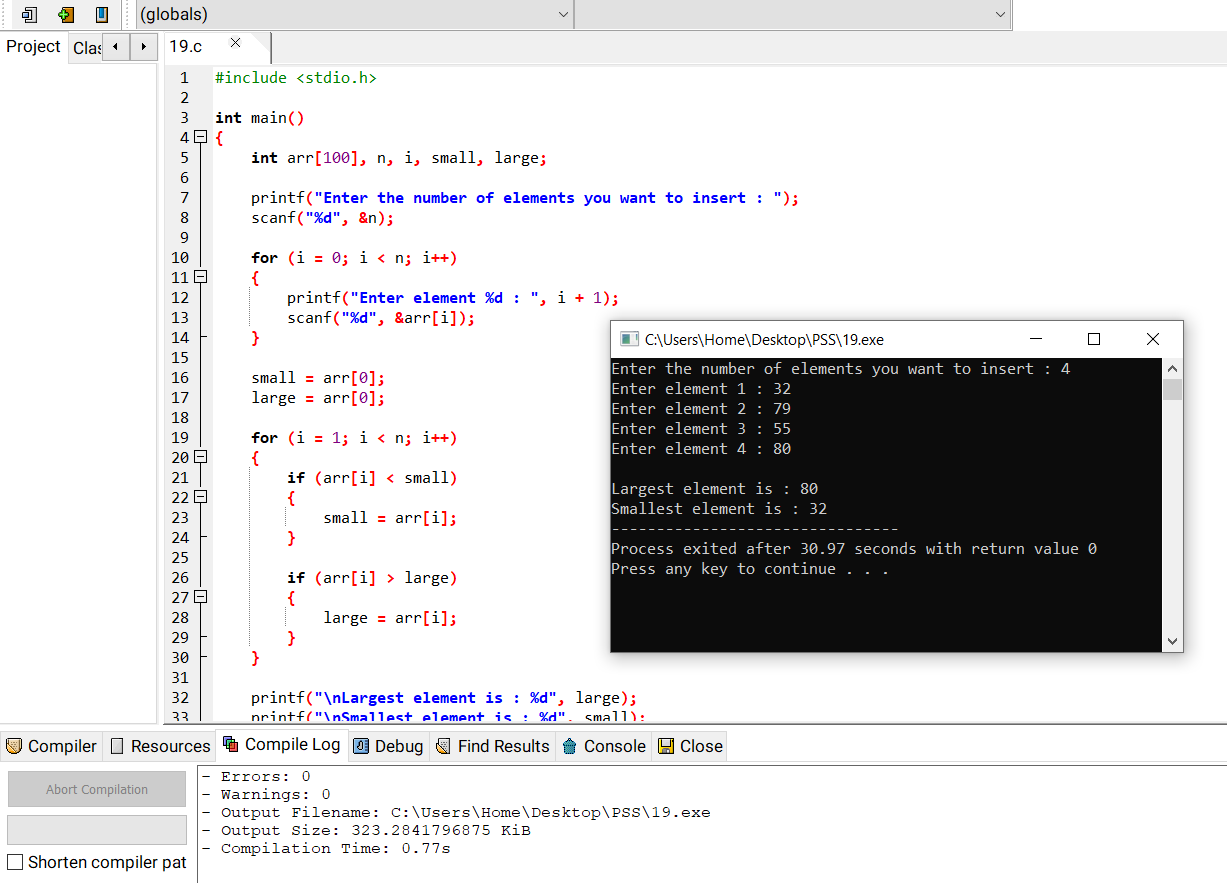 (globals)
Project Clas
19.c
1 #include <stdio.h>
2
3 int main()
4 {
5 int arr[100], n, i, small, large;
6
7 printf("Enter the number of elements you want to insert : ");
8 scanf("%d", &n);
9
10 for (i = 0; i < n; i++)
11 {
12 printf("Enter element %d : ", i + 1);
13 scanf("%d", &arr[i]);
14 }
15
16 small = arr[0];
17 large = arr[0];
18
19 for (i = 1; i < n; i++)
20 {
21 if (arr[i] < small)
22 {
23 small = arr[i];
24 }
25
26 if (arr[i] > large)
27 {
28 large = arr[i];
29 }
30 }
31
32 printf("\nLargest element is : %d", large);
33 printf("\nSmallest element is : %d", small);
C:\Users\Home\Desktop\PSS\19.exe
Enter the number of elements you want to insert : 4
Enter element 1 : 32
Enter element 2 : 79
Enter element 3 : 55
Enter element 4 : 80
Largest element is : 80
Smallest element is : 32
--------------------------------
Process exited after 30.97 seconds with return value 0
Press any key to continue . . .
Compiler Resources Compile Log Debug Find Results Console Close
Abort Compilation
Shorten compiler pat
- Errors: 0
- Warnings: 0
- Output Filename: C:\Users\Home\Desktop\PSS\19.exe
- Output Size: 323.2841796875 KiB
- Compilation Time: 0.77s